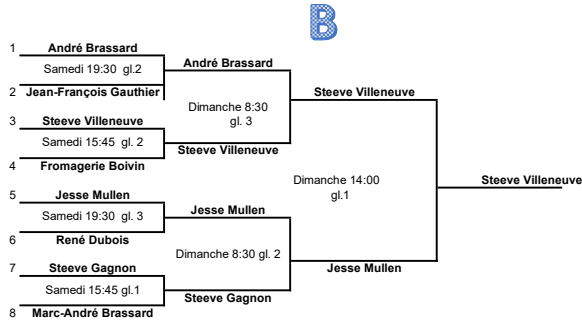 B
1 André Brassard
Samedi 19:30 gl.2
André Brassard
2 Jean-François Gauthier
Dimanche 8:30
gl. 3
Steeve Villeneuve
3 Steeve Villeneuve
Samedi 15:45 gl. 2
Steeve Villeneuve
4 Fromagerie Boivin
Dimanche 14:00
gl.1
Steeve Villeneuve
5 Jesse Mullen
Samedi 19:30 gl. 3
Jesse Mullen
6 René Dubois
Dimanche 8:30 gl. 2
Jesse Mullen
7 Steeve Gagnon
Samedi 15:45 gl.1
Steeve Gagnon
8 Marc-André Brassard